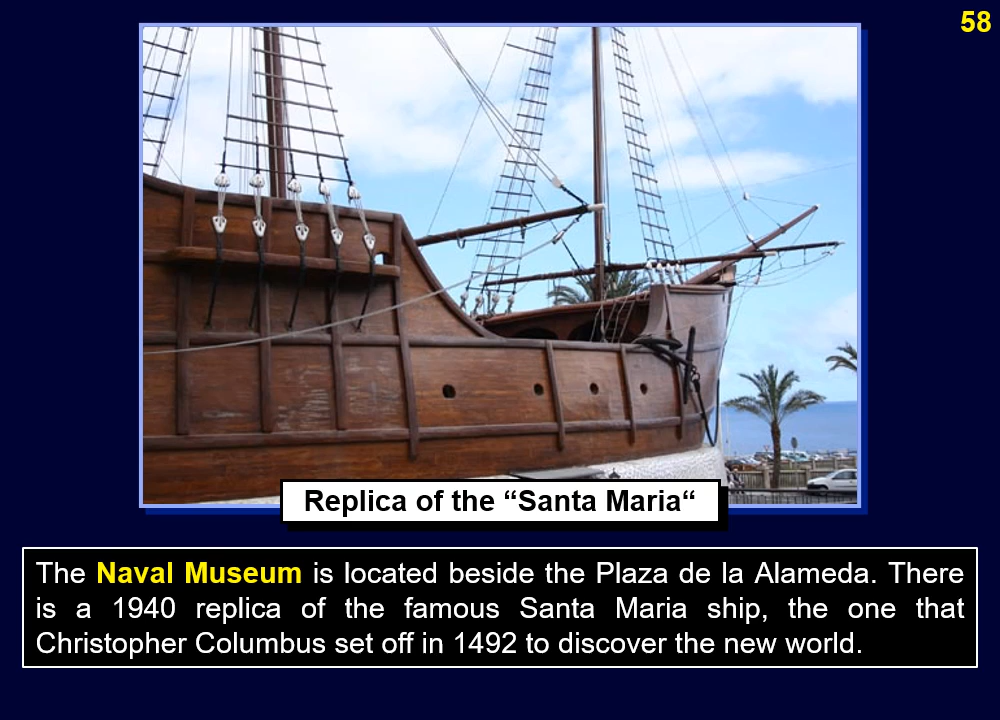 58
Replica of the “Santa Maria“
The Naval Museum is located beside the Plaza de la Alameda. There
is a 1940 replica of the famous Santa Maria ship, the one that
Christopher Columbus set off in 1492 to discover the new world.